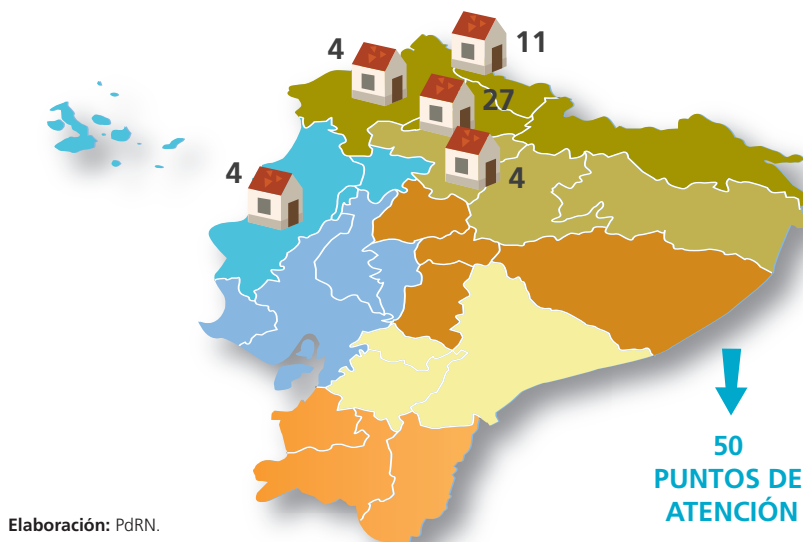 11
4
27
4
4
50
PUNTOS DE
ATENCIÓN
Elaboración: PdRN.